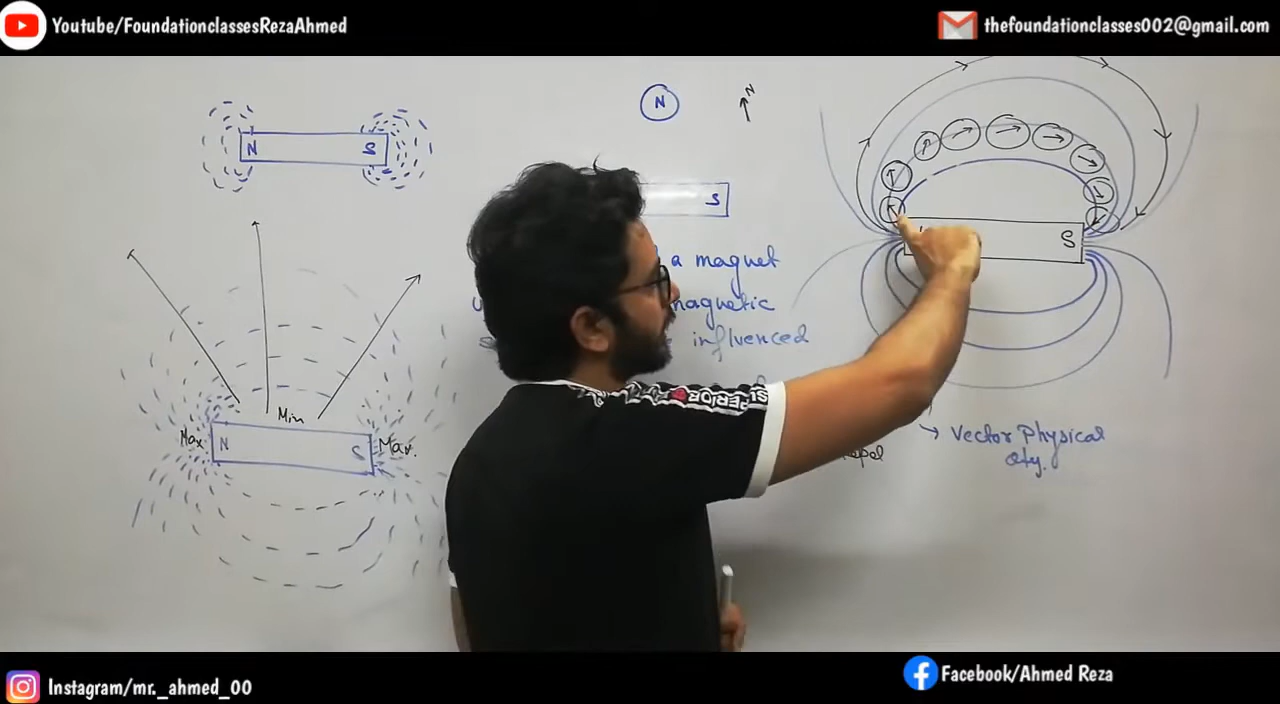 Youtube/FoundationclassesRezaAhmed
thefoundationclasses002@gmail.com
N S
N
N
S
a magnet
magnetic
influenced
S
Min
Max
N
S
Max.
→ Vector Physical
Qty.
SUPERIOR
Instagram/mr._ahmed_00
Facebook/Ahmed Reza